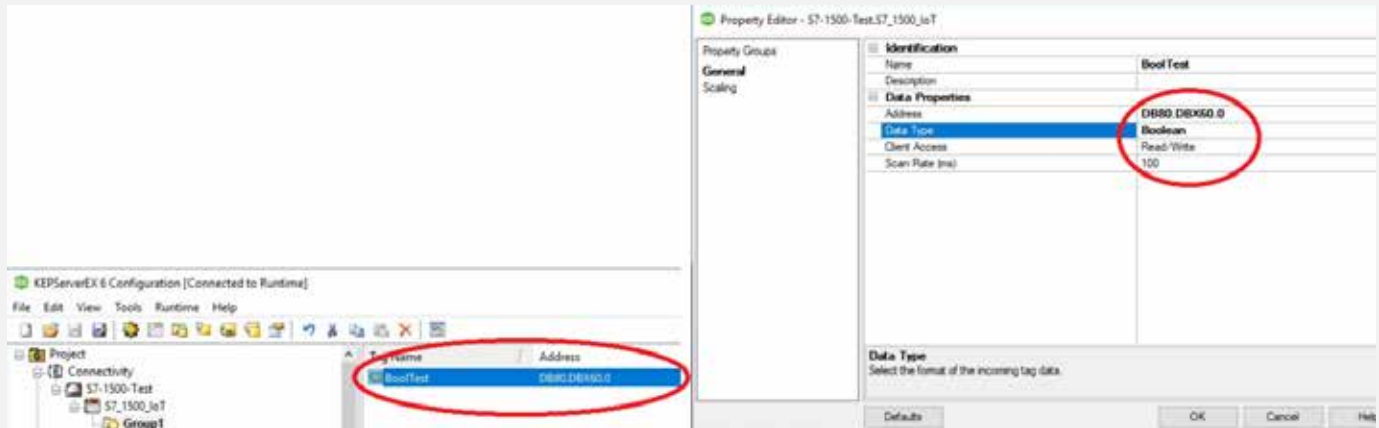 Property Editor - S7-1500-Test.S7_1500_IoT
Property Groups
General
Scaling
Identification
Name BoolTest
Description
Data Properties
Address DB80.DBX60.0
Data Type Boolean
Client Access Read/Write
Scan Rate (ms) 100
Data Type
Select the format of the incoming tag data.
Defaults OK Cancel Help
KEPServerEX 6 Configuration [Connected to Runtime]
File Edit View Tools Runtime Help
Project
Connectivity
S7-1500-Test
S7_1500_IoT
Group1
Tag Name Address
BoolTest DB80.DBX60.0